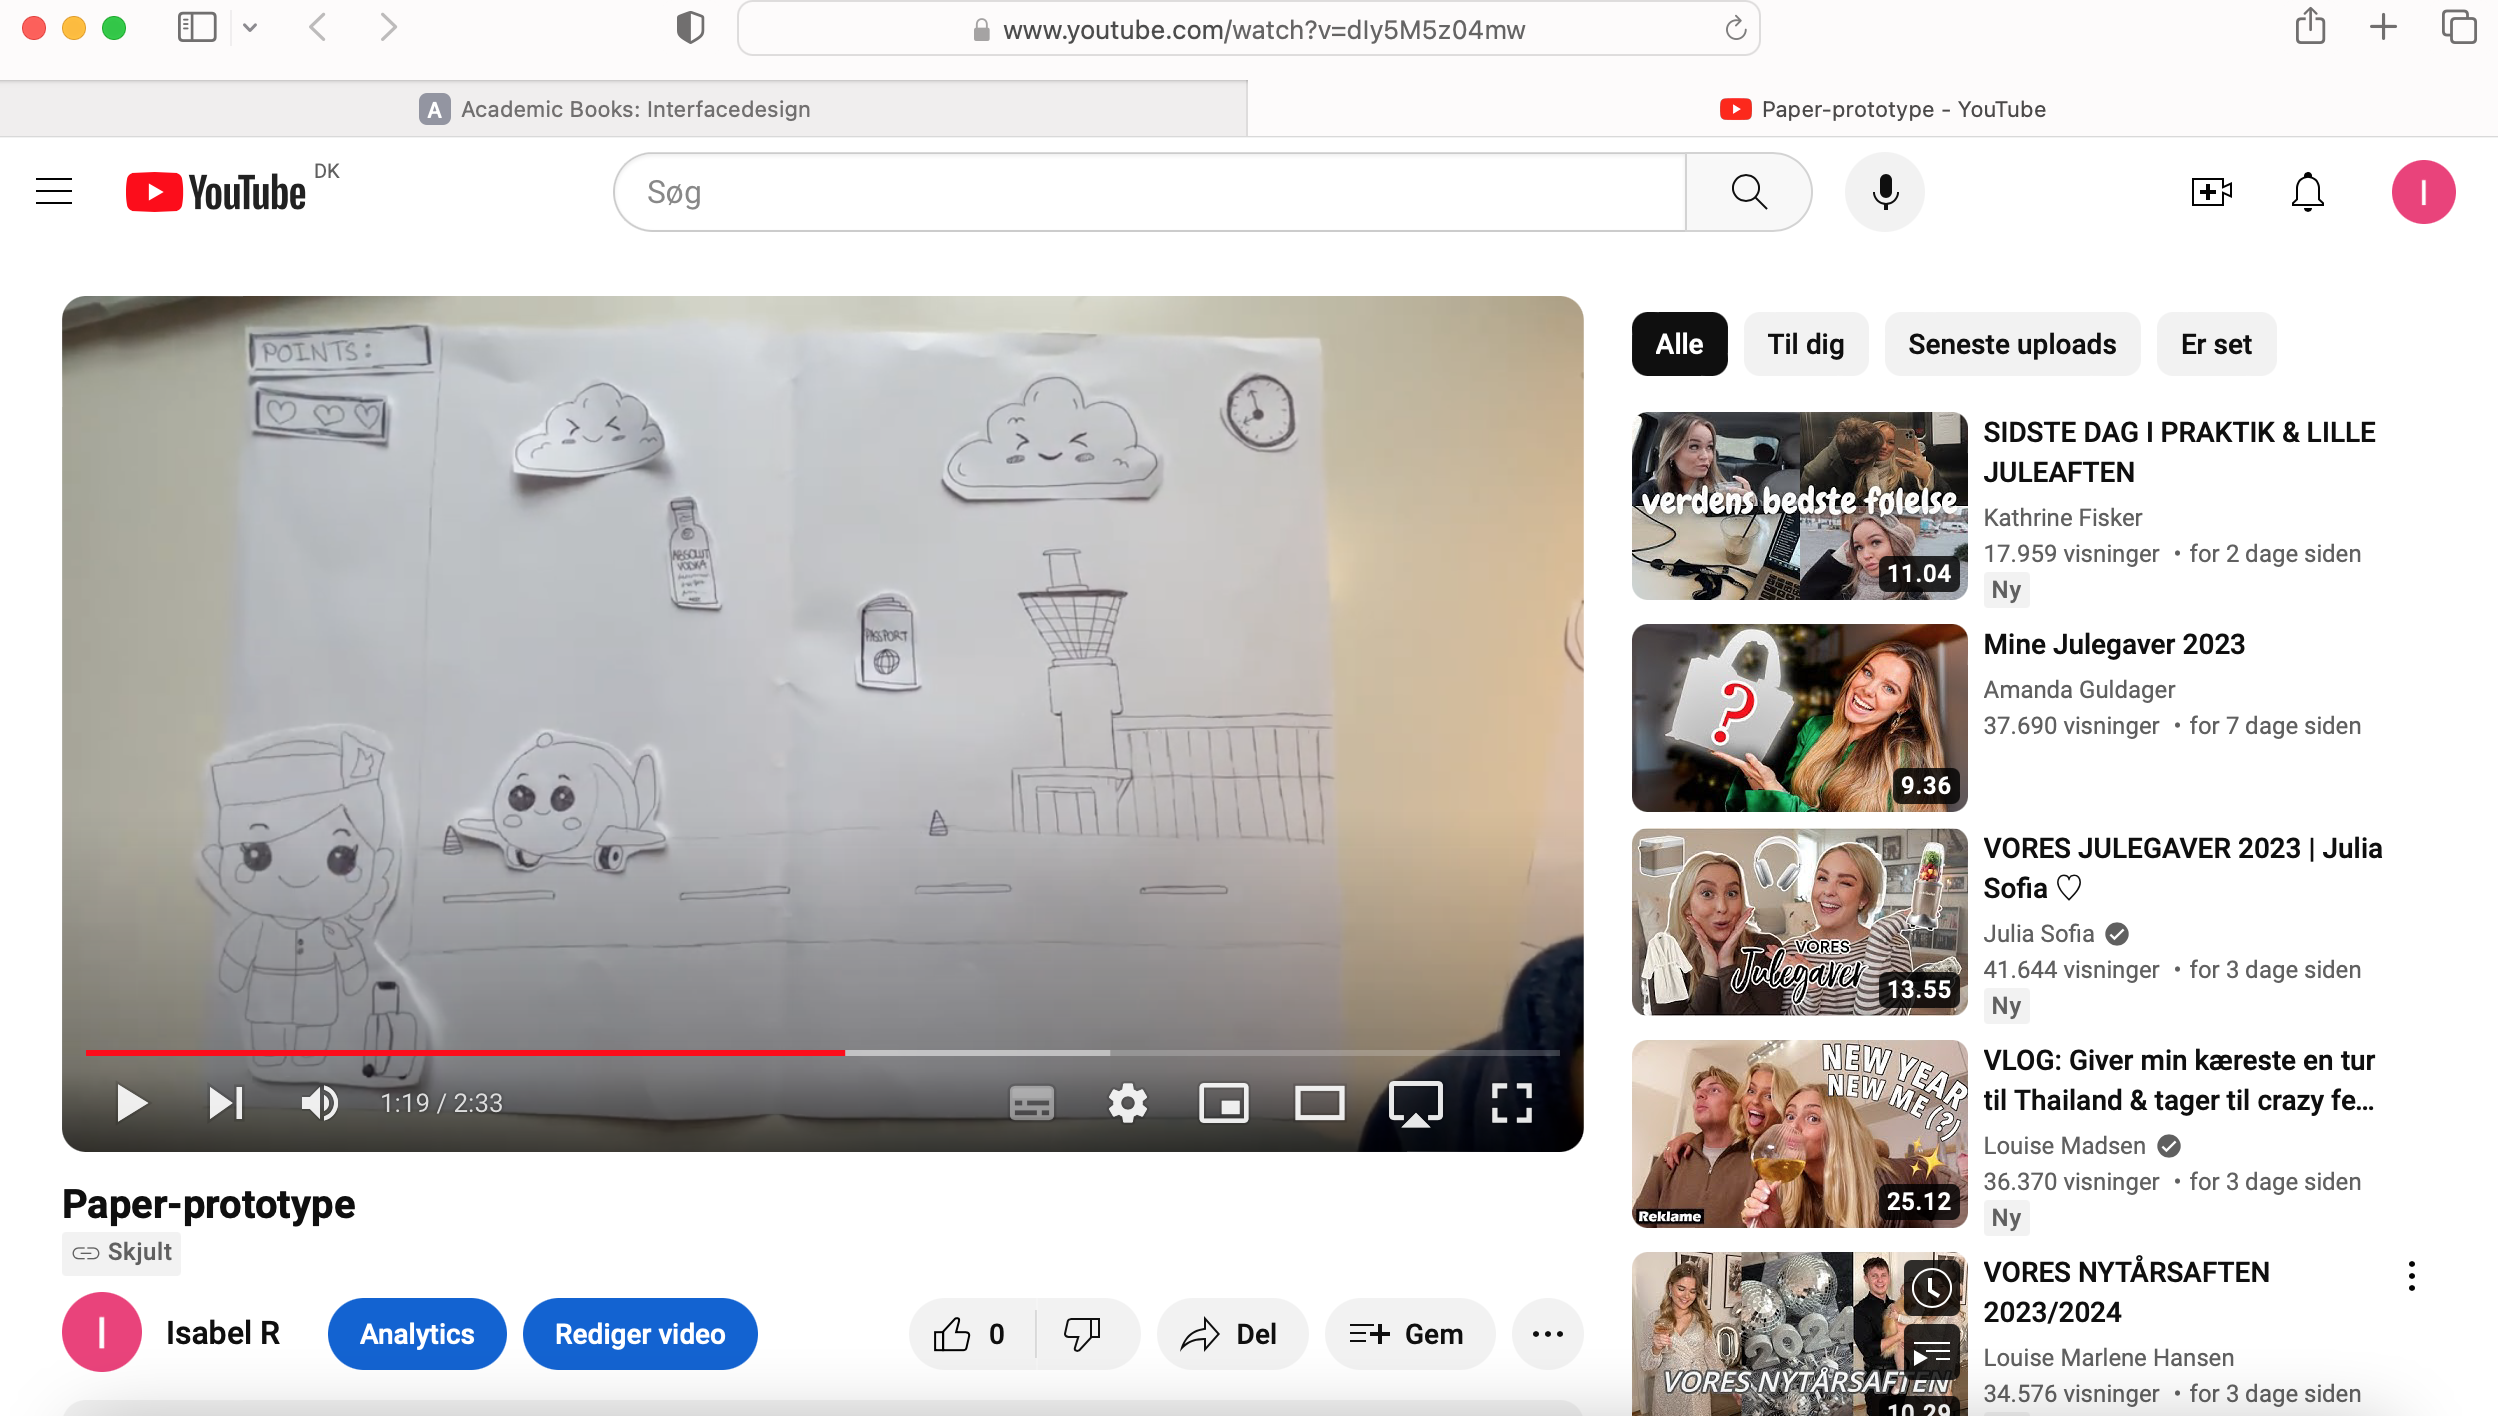 www.youtube.com/watch?v=dIy5M5z04mw
A Academic Books: Interfacedesign
Paper-prototype - YouTube
YouTube DK
Søg
I
POINTS:
ABSOLUT
VODKA
PASSPORT
1:19 / 2:33
Paper-prototype
Skjult
I
Isabel R
Analytics
Rediger video
0
Del
Gem
Alle
Til dig
Seneste uploads
Er set
verdens bedste følelse
11.04
SIDSTE DAG I PRAKTIK & LILLE
JULEAFTEN
Kathrine Fisker
17.959 visninger • for 2 dage siden
Ny
?
9.36
Mine Julegaver 2023
Amanda Guldager
37.690 visninger • for 7 dage siden
VORES
Julegaver
13.55
VORES JULEGAVER 2023 | Julia
Sofia ♡
Julia Sofia
41.644 visninger • for 3 dage siden
Ny
NEW YEAR
NEW ME(?)
Reklame
25.12
VLOG: Giver min kæreste en tur
til Thailand & tager til crazy fe...
Louise Madsen
36.370 visninger • for 3 dage siden
Ny
2024
VORES NYTÅRSAFTEN
10.29
VORES NYTÅRSAFTEN
2023/2024
Louise Marlene Hansen
34.576 visninger • for 3 dage siden